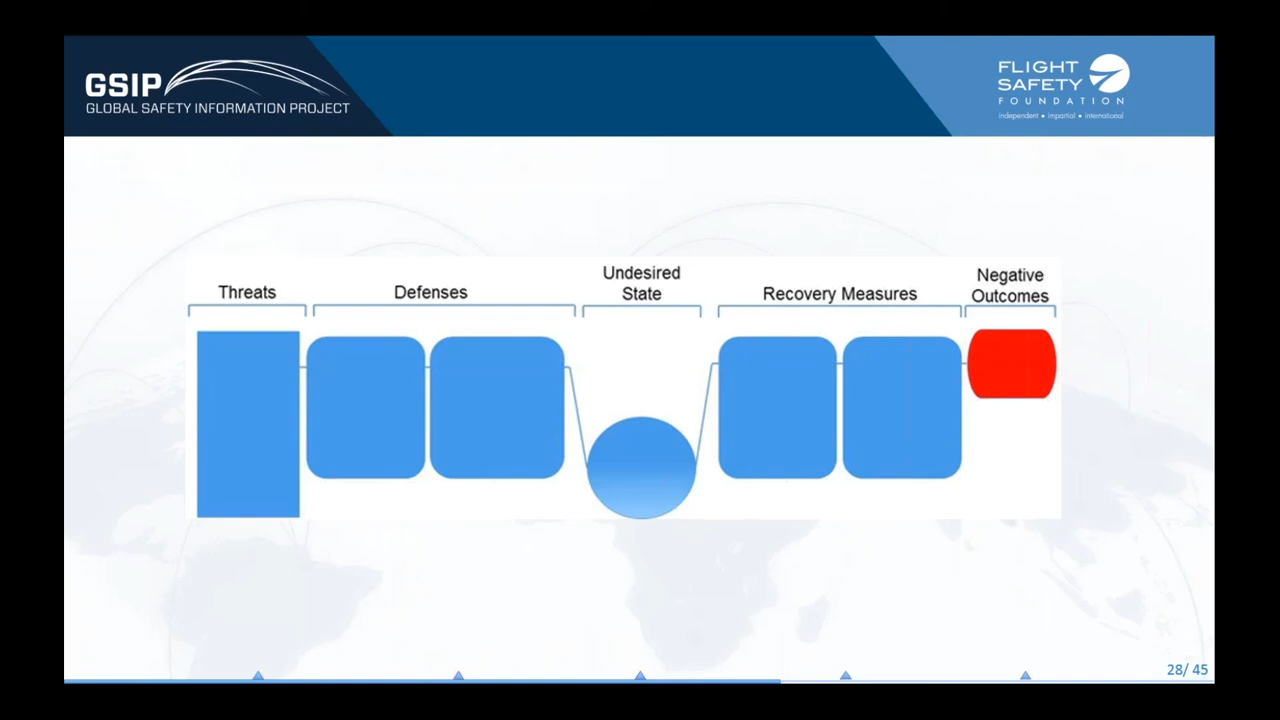 GSIP
GLOBAL SAFETY INFORMATION PROJECT
FLIGHT
SAFETY
FOUNDATION
independent • impartial • international
Threats
Defenses
Undesired
State
Recovery Measures
Negative
Outcomes
28/ 45